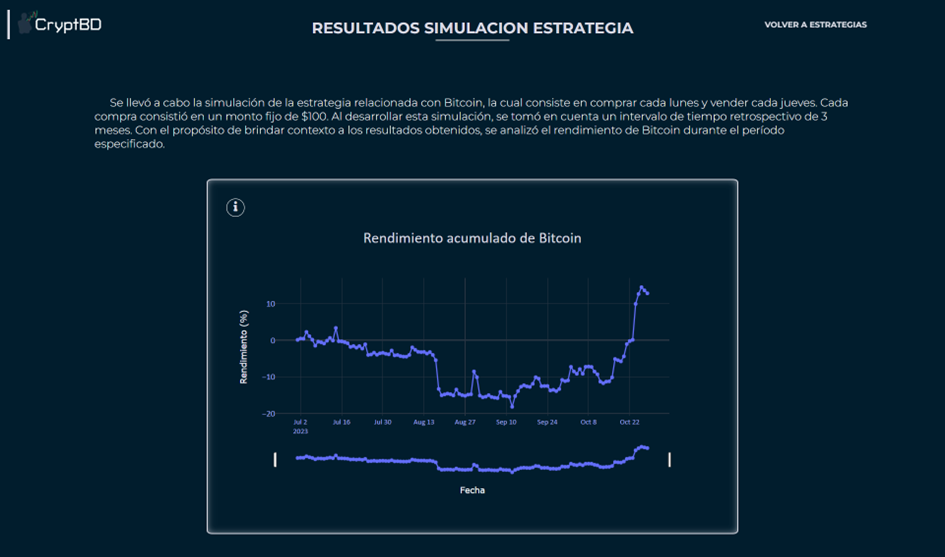 CryptBD
RESULTADOS SIMULACION ESTRATEGIA
VOLVER A ESTRATEGIAS
Se llevó a cabo la simulación de la estrategia relacionada con Bitcoin, la cual consiste en comprar cada lunes y vender cada jueves. Cada
compra consistió en un monto fijo de $100. Al desarrollar esta simulación, se tomó en cuenta un intervalo de tiempo retrospectivo de 3
meses. Con el propósito de brindar contexto a los resultados obtenidos, se analizó el rendimiento de Bitcoin durante el período
especificado.
i
Rendimiento acumulado de Bitcoin
Rendimiento (%)
10
0
−10
−20
Jul 2 Jul 16 Jul 30 Aug 13 Aug 27 Sep 10 Sep 24 Oct 8 Oct 22
2023
Fecha